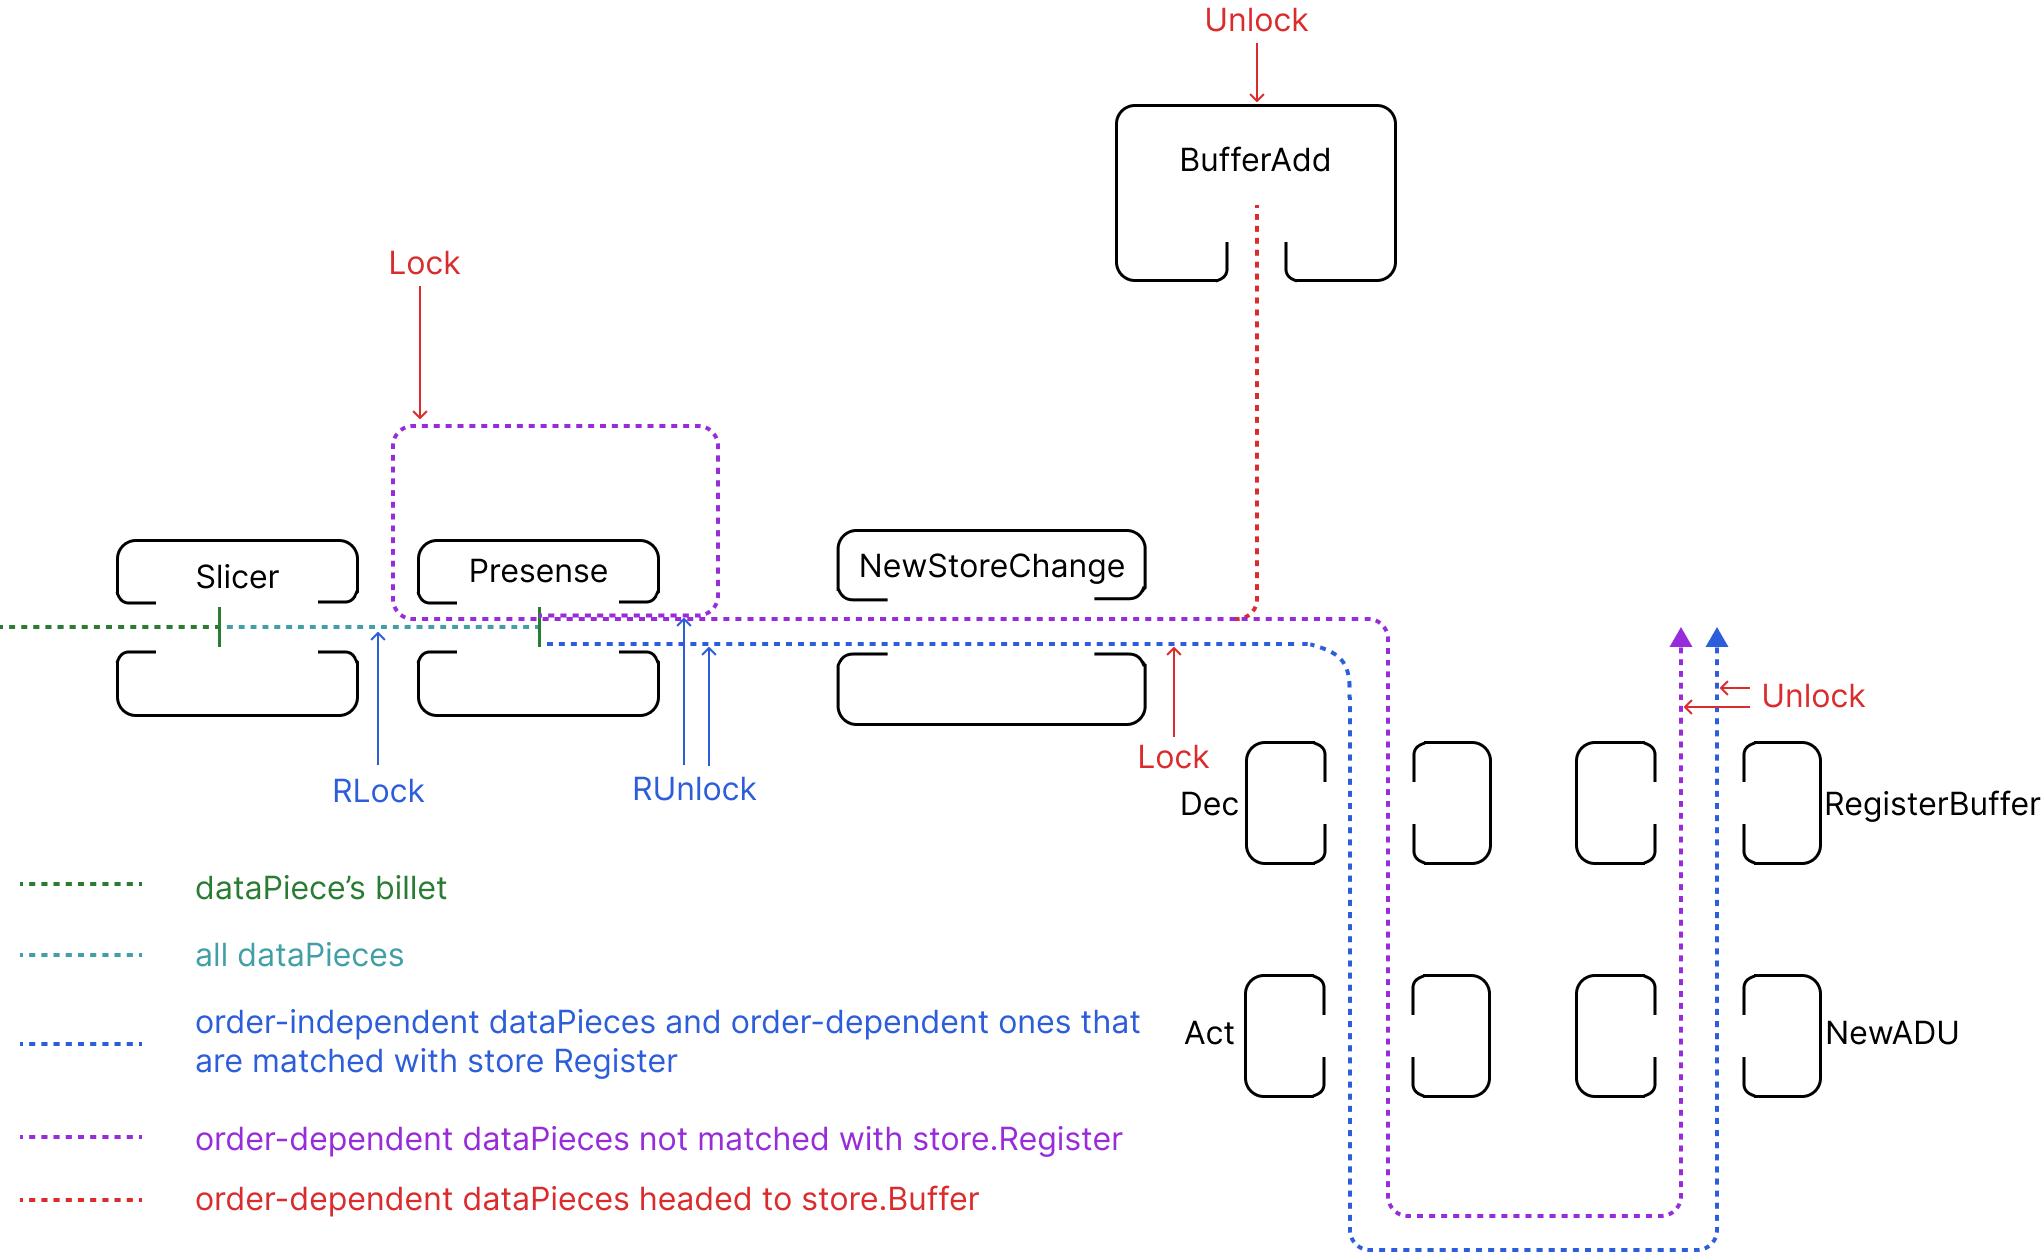 Unlock
BufferAdd
Lock
Slicer
Presense
NewStoreChange
RLock
RUnlock
Lock
Unlock
Dec
RegisterBuffer
Act
NewADU
dataPiece’s billet
all dataPieces
order-independent dataPieces and order-dependent ones that
are matched with store Register
order-dependent dataPieces not matched with store.Register
order-dependent dataPieces headed to store.Buffer